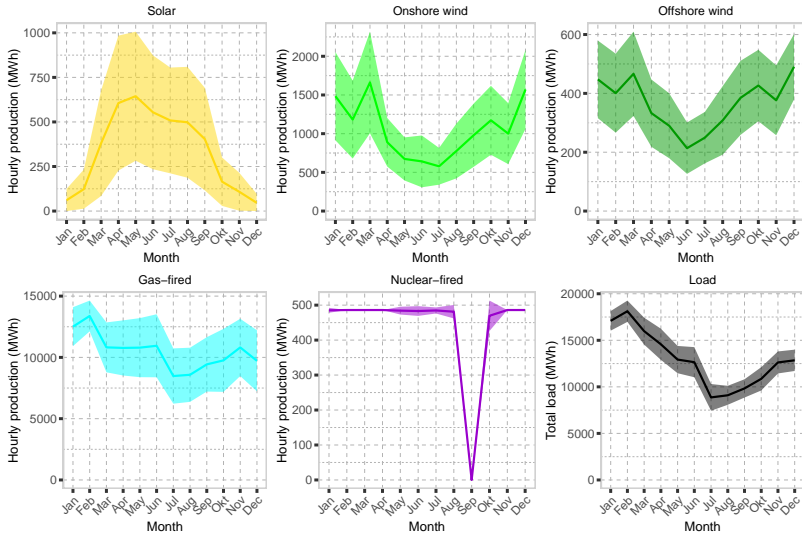 Solar
Onshore wind
Offshore wind
Hourly production (MWh)
1000
750
500
250
0
Jan Feb Mar Apr May Jun Jul Aug Sep Okt Nov Dec
Month
Hourly production (MWh)
2000
1500
1000
500
0
Jan Feb Mar Apr May Jun Jul Aug Sep Okt Nov Dec
Month
Hourly production (MWh)
600
400
200
0
Jan Feb Mar Apr May Jun Jul Aug Sep Okt Nov Dec
Month
Gas-fired
Nuclear-fired
Load
Hourly production (MWh)
15000
10000
5000
0
Jan Feb Mar Apr May Jun Jul Aug Sep Okt Nov Dec
Month
Hourly production (MWh)
500
400
300
200
100
0
Jan Feb Mar Apr May Jun Jul Aug Sep Okt Nov Dec
Month
Total load (MWh)
20000
15000
10000
5000
0
Jan Feb Mar Apr May Jun Jul Aug Sep Okt Nov Dec
Month